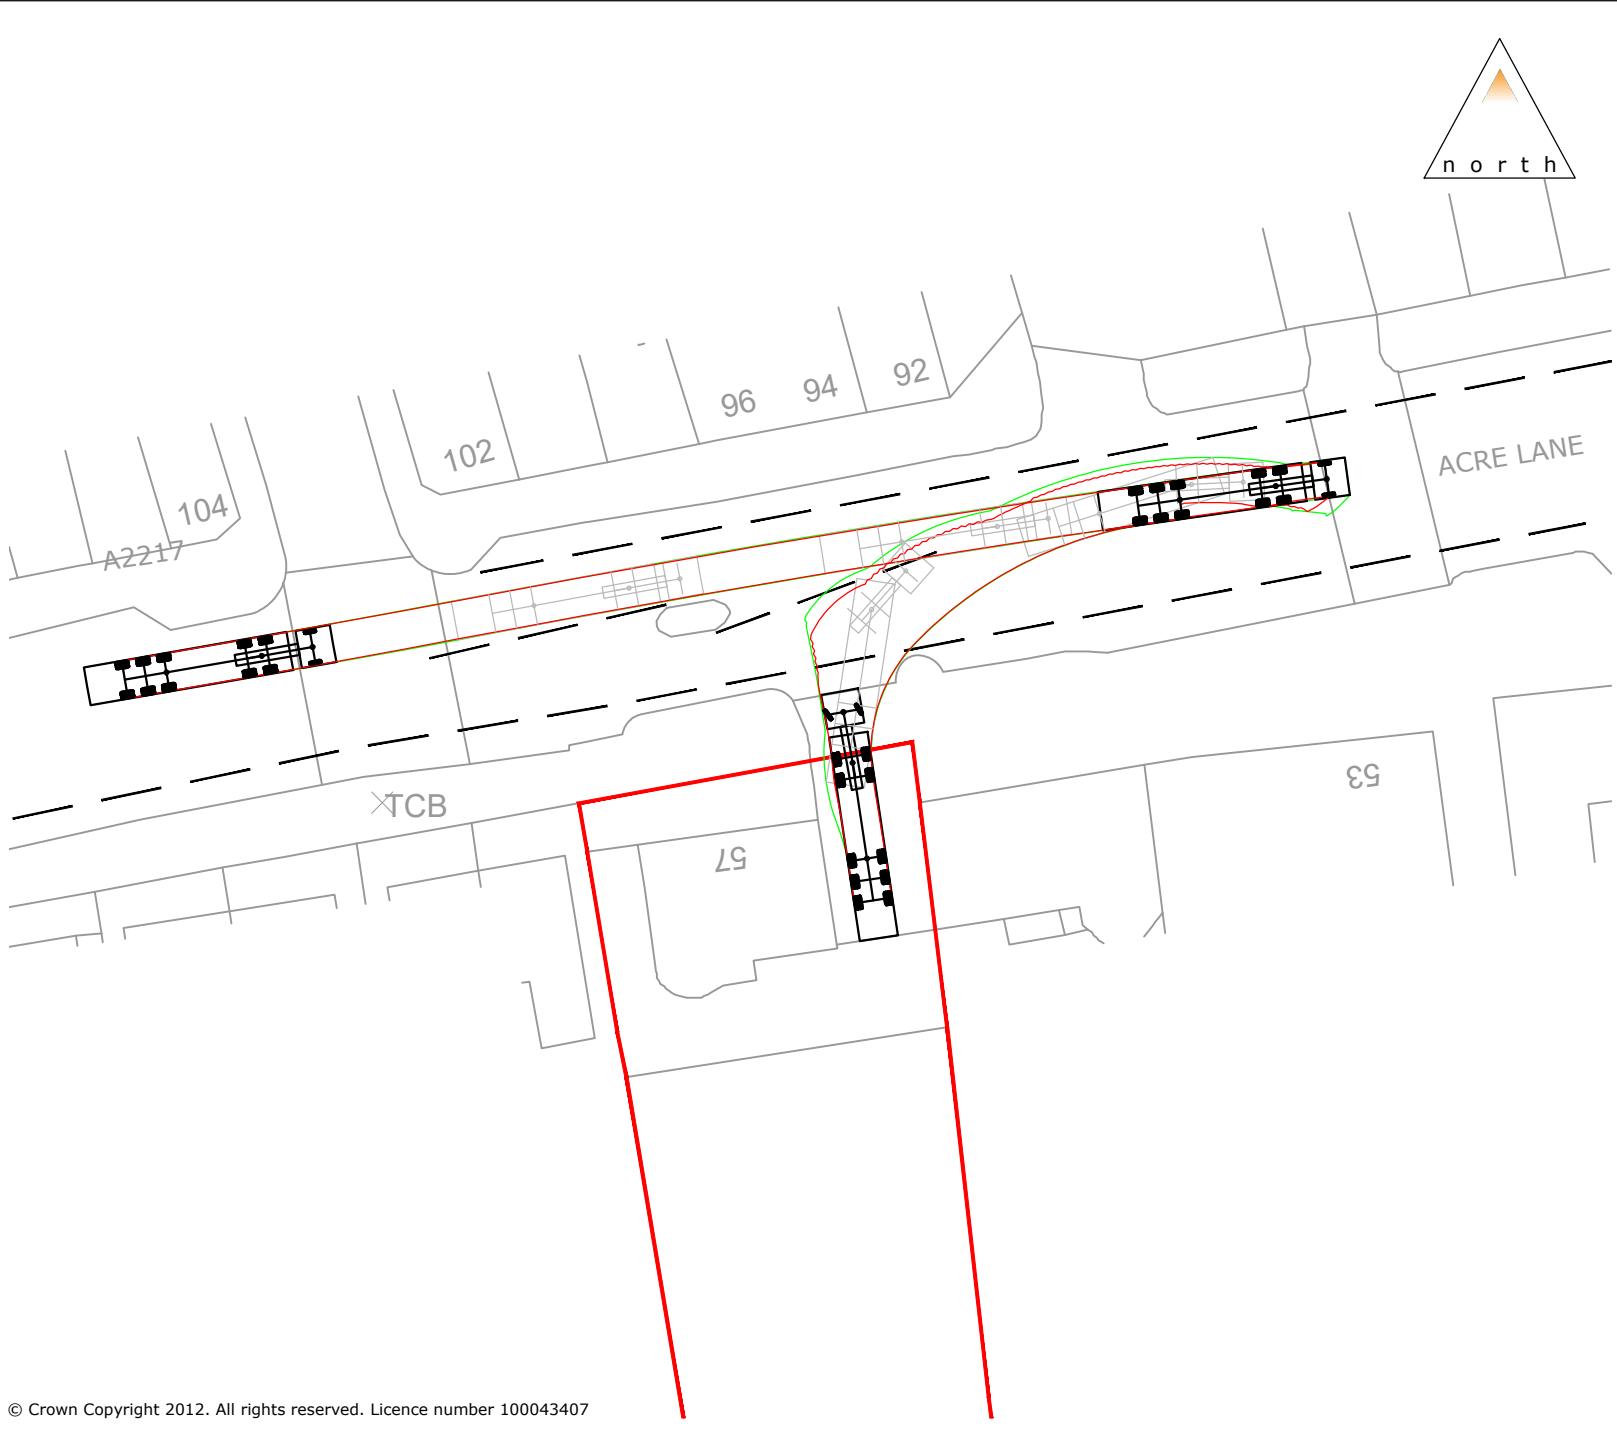 north
92
94
96
102
104
A2217
ACRE LANE
TCB
57
53
© Crown Copyright 2012. All rights reserved. Licence number 100043407